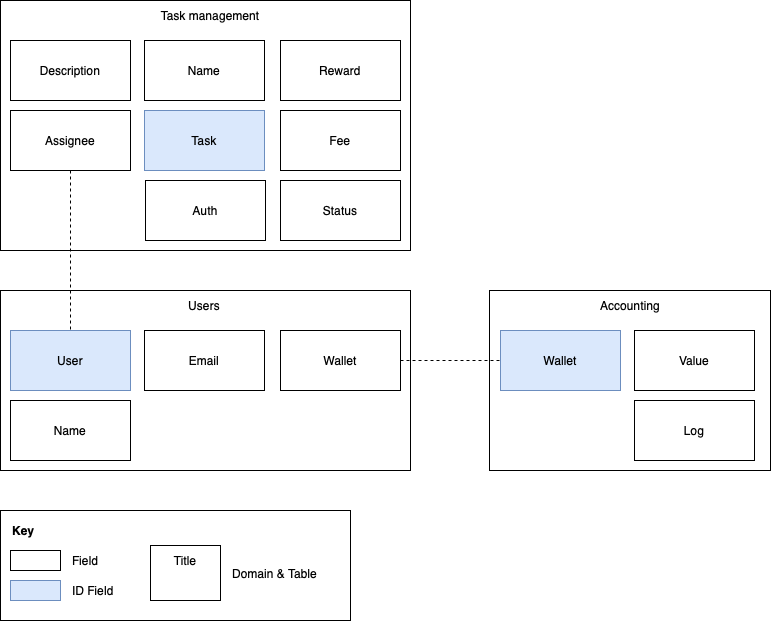 Task management
Description
Name
Reward
Assignee
Task
Fee
Auth
Status
Users
User
Email
Wallet
Name
Accounting
Wallet
Value
Log
Key
Field
ID Field
Title
Domain & Table